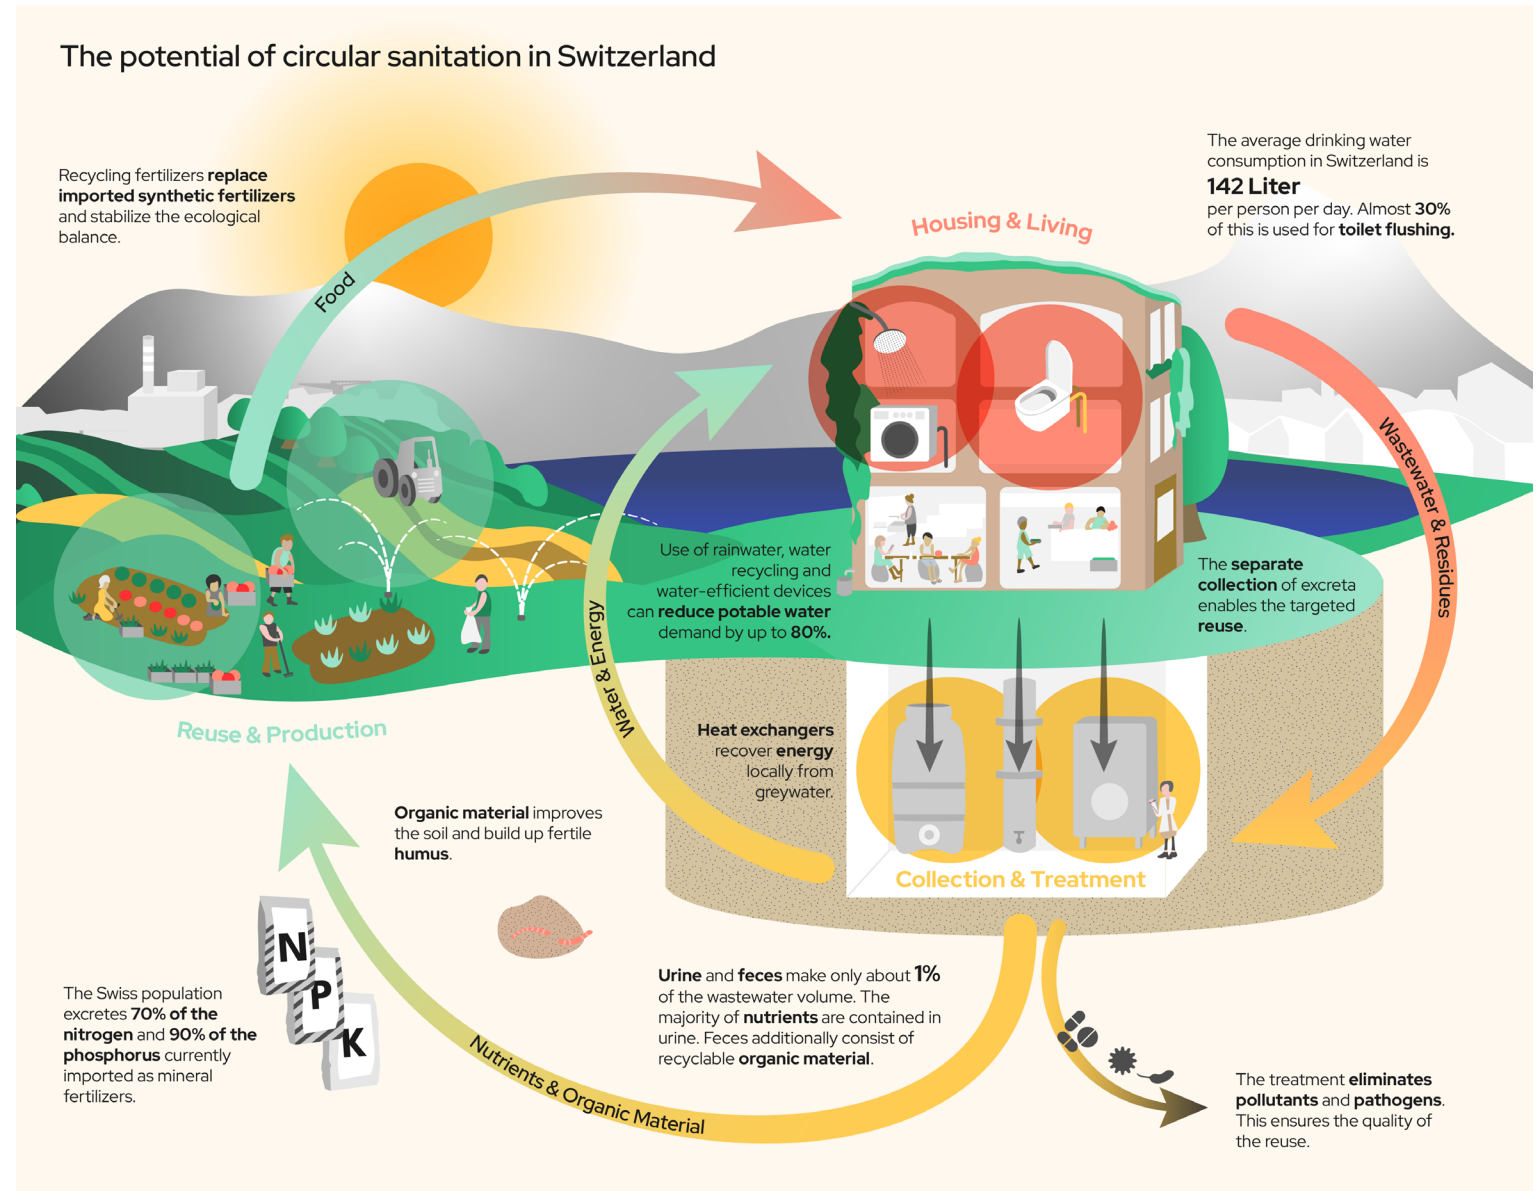 The potential of circular sanitation in Switzerland
Recycling fertilizers replace
imported synthetic fertilizers
and stabilize the ecological
balance.
The average drinking water
consumption in Switzerland is
142 Liter
per person per day. Almost 30%
of this is used for toilet flushing.
Food
Housing & Living
Wastewater & Residues
Use of rainwater, water
recycling and
water-efficient devices
can reduce potable water
demand by up to 80%.
The separate
collection of excreta
enables the targeted
reuse.
Water & Energy
Reuse & Production
Heat exchangers
recover energy
locally from
greywater.
Collection & Treatment
Organic material improves
the soil and build up fertile
humus.
N
P
K
The Swiss population
excretes 70% of the
nitrogen and 90% of the
phosphorus currently
imported as mineral
fertilizers.
Urine and feces make only about 1%
of the wastewater volume. The
majority of nutrients are contained in
urine. Feces additionally consist of
recyclable organic material.
Nutrients & Organic Material
The treatment eliminates
pollutants and pathogens.
This ensures the quality of
the reuse.